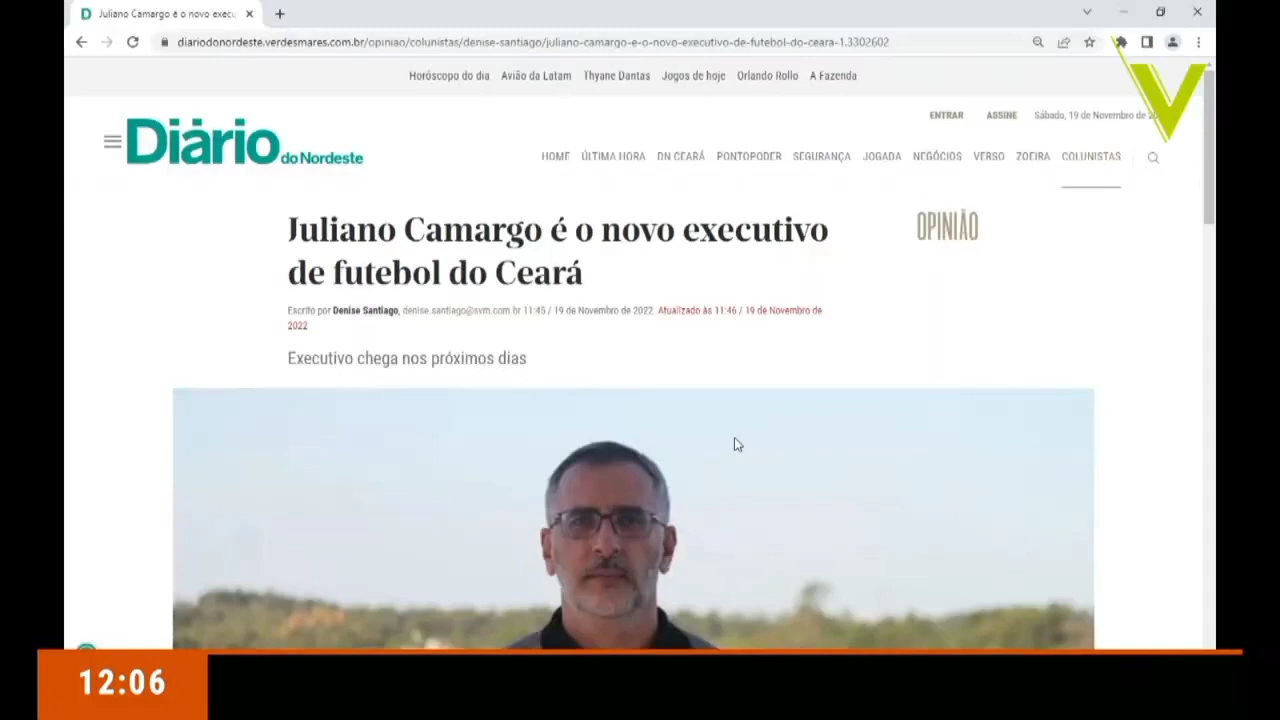 Juliano Camargo é o novo execu
diariodonordeste.verdesmares.com.br/opiniao/colunistas/denise-santiago/juliano-camargo-e-o-novo-executivo-de-futebol-do-ceara-1.3302602
Horóscopo do dia Avião da Latam Thyane Dantas Jogos de hoje Orlando Rollo A Fazenda
ENTRAR ASSINE Sábado, 19 de Novembro de
Diário do Nordeste
HOME ÚLTIMA HORA DN CEARÁ PONTOPODER SEGURANÇA JOGADA NEGÓCIOS VERSO ZOEIRA COLUNISTAS
Juliano Camargo é o novo executivo
de futebol do Ceará
OPINIÃO
Escrito por Denise Santiago, denise.santiago@svm.com.br 11:45 / 19 de Novembro de 2022. Atualizado às 11:46 / 19 de Novembro de
2022
Executivo chega nos próximos dias
12:06